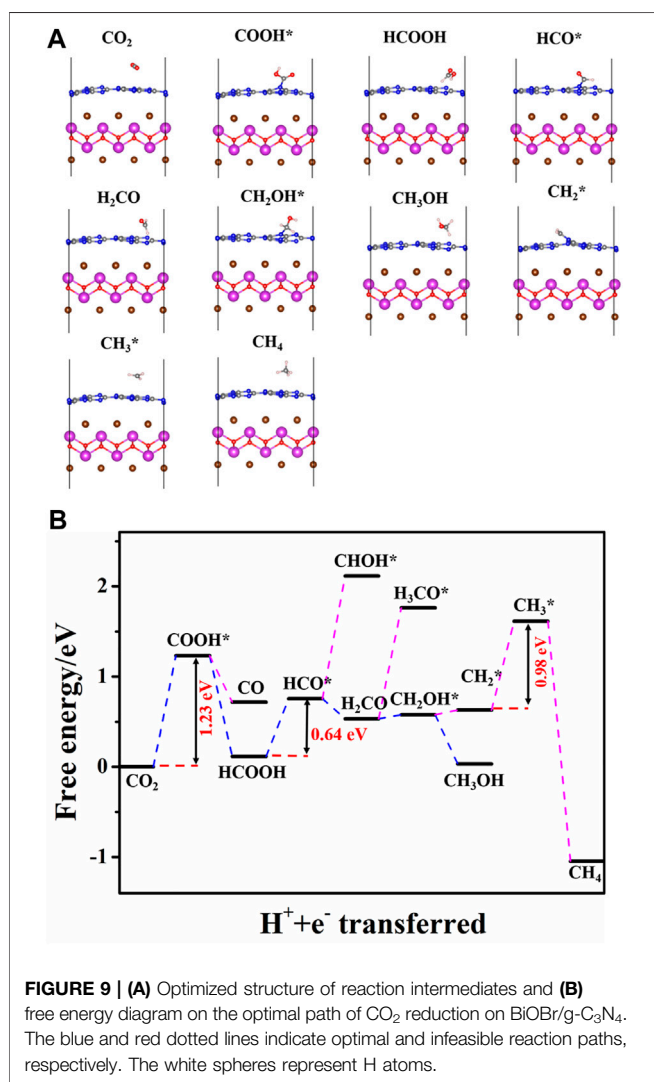 A
CO₂ COOH* HCOOH HCO*
H₂CO CH₂OH* CH₃OH CH₂*
CH₃* CH₄
B
Free energy/eV
2
1
0
-1
CO₂
COOH*
1.23 eV
CO
HCOOH
HCO*
0.64 eV
CHOH*
H₂CO
H₃CO*
CH₂OH*
CH₂*
CH₃OH
CH₃*
0.98 eV
CH₄
H⁺+e⁻ transferred
FIGURE 9 | (A) Optimized structure of reaction intermediates and (B)
free energy diagram on the optimal path of CO₂ reduction on BiOBr/g-C₃N₄.
The blue and red dotted lines indicate optimal and infeasible reaction paths,
respectively. The white spheres represent H atoms.